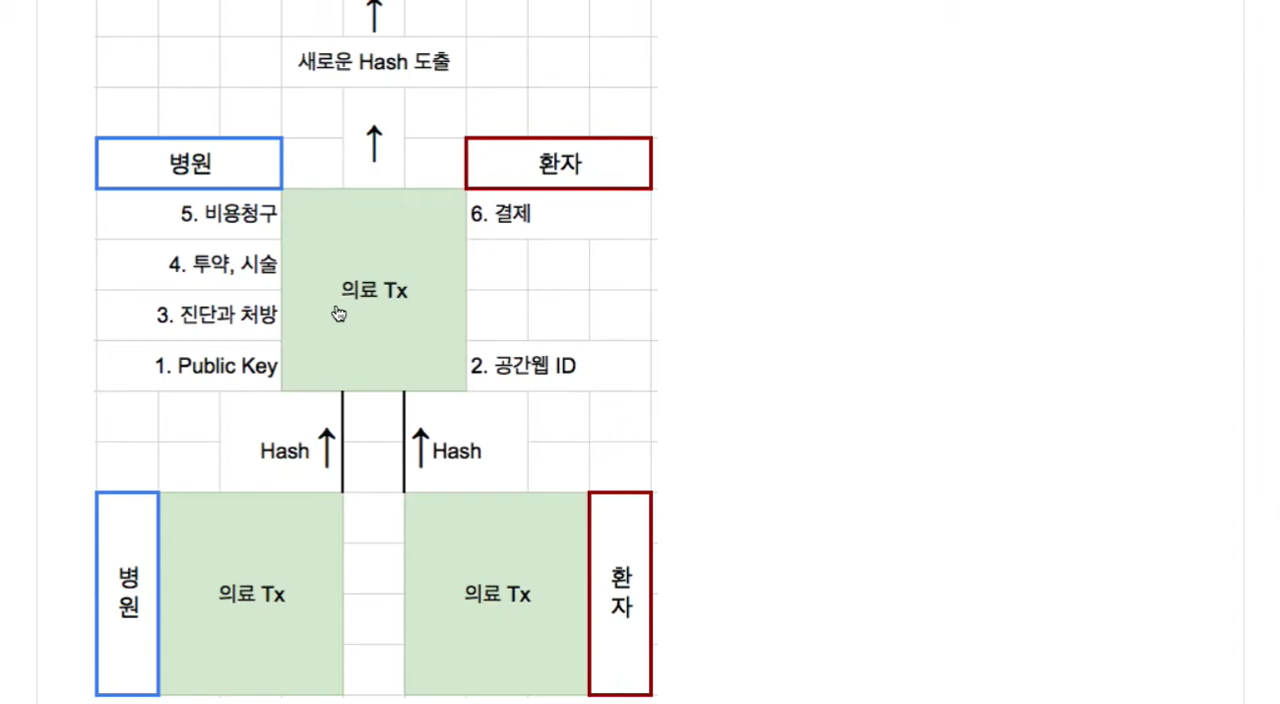 새로운 Hash 도출
병원
환자
5. 비용청구
6. 결제
4. 투약, 시술
의료 Tx
3. 진단과 처방
1. Public Key
2. 공간웹 ID
Hash
Hash
병원
의료 Tx
의료 Tx
환자